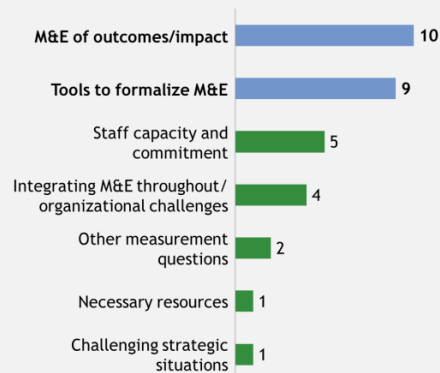 M&E of outcomes/impact 10
Tools to formalize M&E 9
Staff capacity and
commitment 5
Integrating M&E throughout/
organizational challenges 4
Other measurement
questions 2
Necessary resources 1
Challenging strategic
situations 1